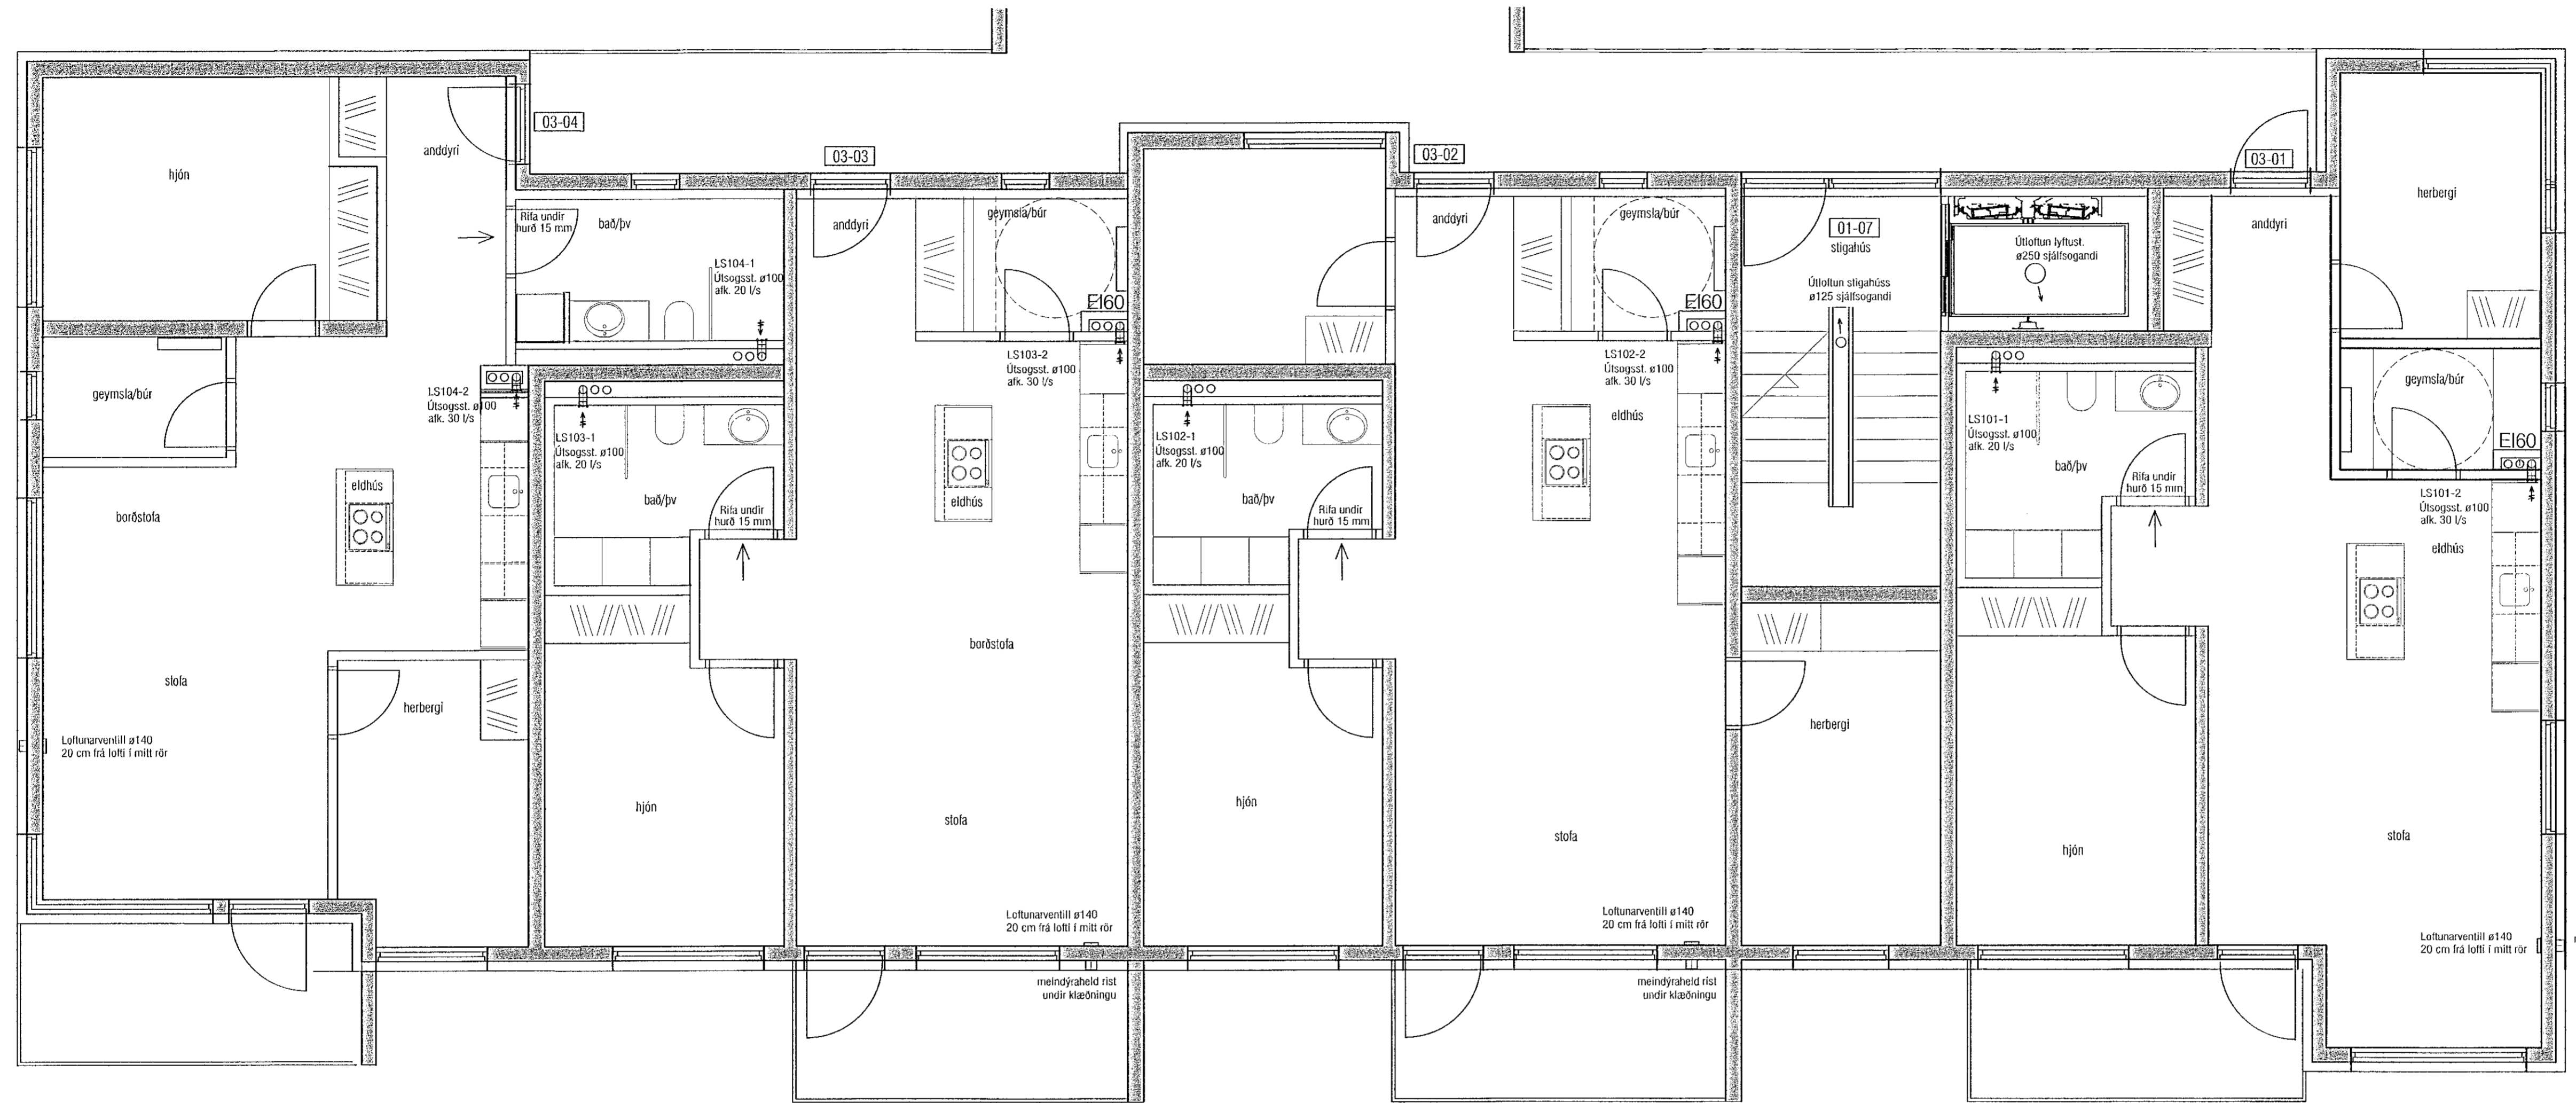 03-04
anddyri
hjón
Rifa undir
hurð 15 mm
bað/þv
LS104-1
Útsogsst. ø100
afk. 20 l/s
geymsla/búr
LS104-2
Útsogsst. ø100
afk. 30 l/s
eldhús
borðstofa
stofa
herbergi
Loftunarventill ø140
20 cm frá lofti í mitt rör
03-03
anddyri
geymsla/búr
EI60
LS103-2
Útsogsst. ø100
afk. 30 l/s
LS103-1
Útsogsst. ø100
afk. 20 l/s
bað/þv
Rifa undir
hurð 15 mm
eldhús
borðstofa
hjón
stofa
Loftunarventill ø140
20 cm frá lofti í mitt rör
meindýraheld rist
undir klæðningu
03-02
anddyri
geymsla/búr
EI60
LS102-2
Útsogsst. ø100
afk. 30 l/s
eldhús
LS102-1
Útsogsst. ø100
afk. 20 l/s
bað/þv
Rifa undir
hurð 15 mm
hjón
stofa
herbergi
Loftunarventill ø140
20 cm frá lofti í mitt rör
meindýraheld rist
undir klæðningu
01-07
stigahús
Útloftun stigahúss
ø125 sjálfsogandi
Útloftun lyftust.
ø250 sjálfsogandi
03-01
anddyri
herbergi
geymsla/búr
EI60
LS101-1
Útsogsst. ø100
afk. 20 l/s
bað/þv
Rifa undir
hurð 15 mm
LS101-2
Útsogsst. ø100
afk. 30 l/s
eldhús
hjón
stofa
Loftunarventill ø140
20 cm frá lofti í mitt rör